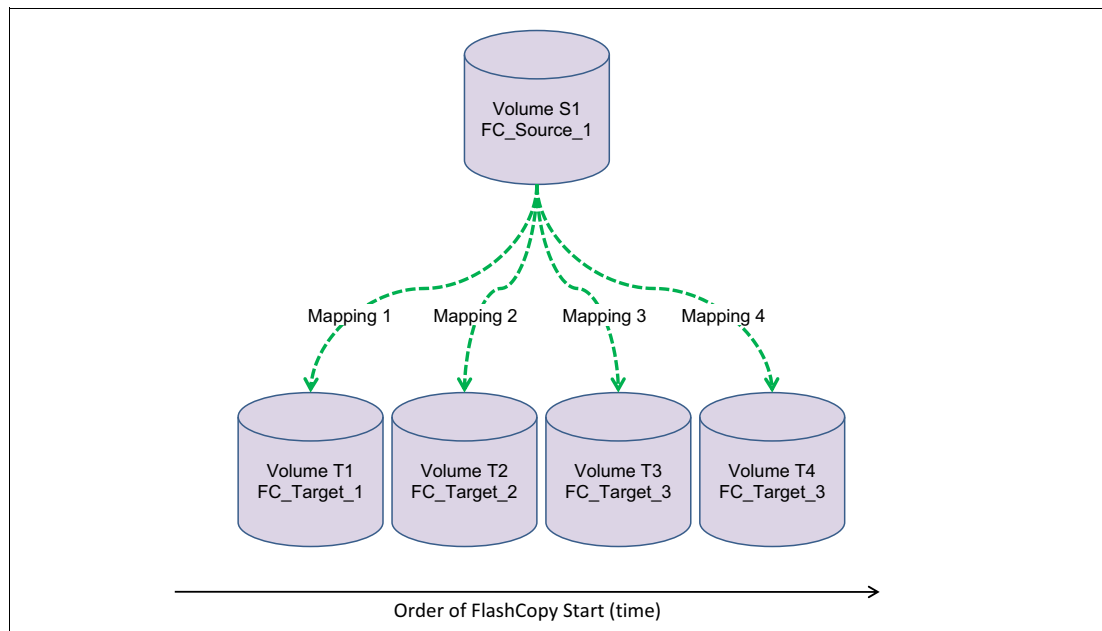 Volume S1
FC_Source_1
Mapping 1 Mapping 2 Mapping 3 Mapping 4
Volume T1 Volume T2 Volume T3 Volume T4
FC_Target_1 FC_Target_2 FC_Target_3 FC_Target_3
Order of FlashCopy Start (time)